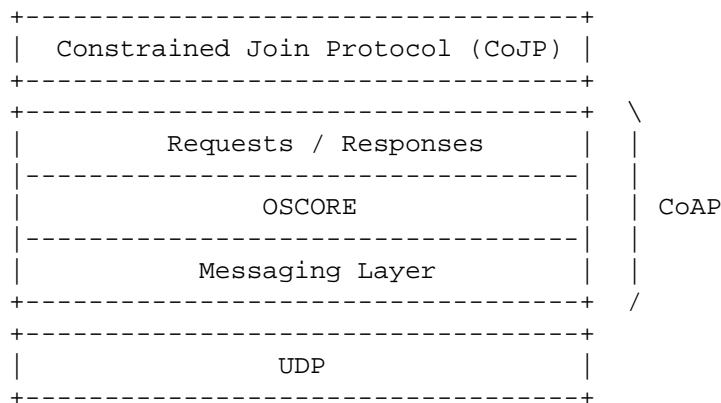 +-----------------------------------+
|  Constrained Join Protocol (CoJP) |
+-----------------------------------+
+-----------------------------------+  \
|         Requests / Responses      |  |
|-----------------------------------|  |
|               OSCORE              |  | CoAP
|-----------------------------------|  |
|           Messaging Layer         |  |
+-----------------------------------+  /
+-----------------------------------+
|                UDP                |
+-----------------------------------+